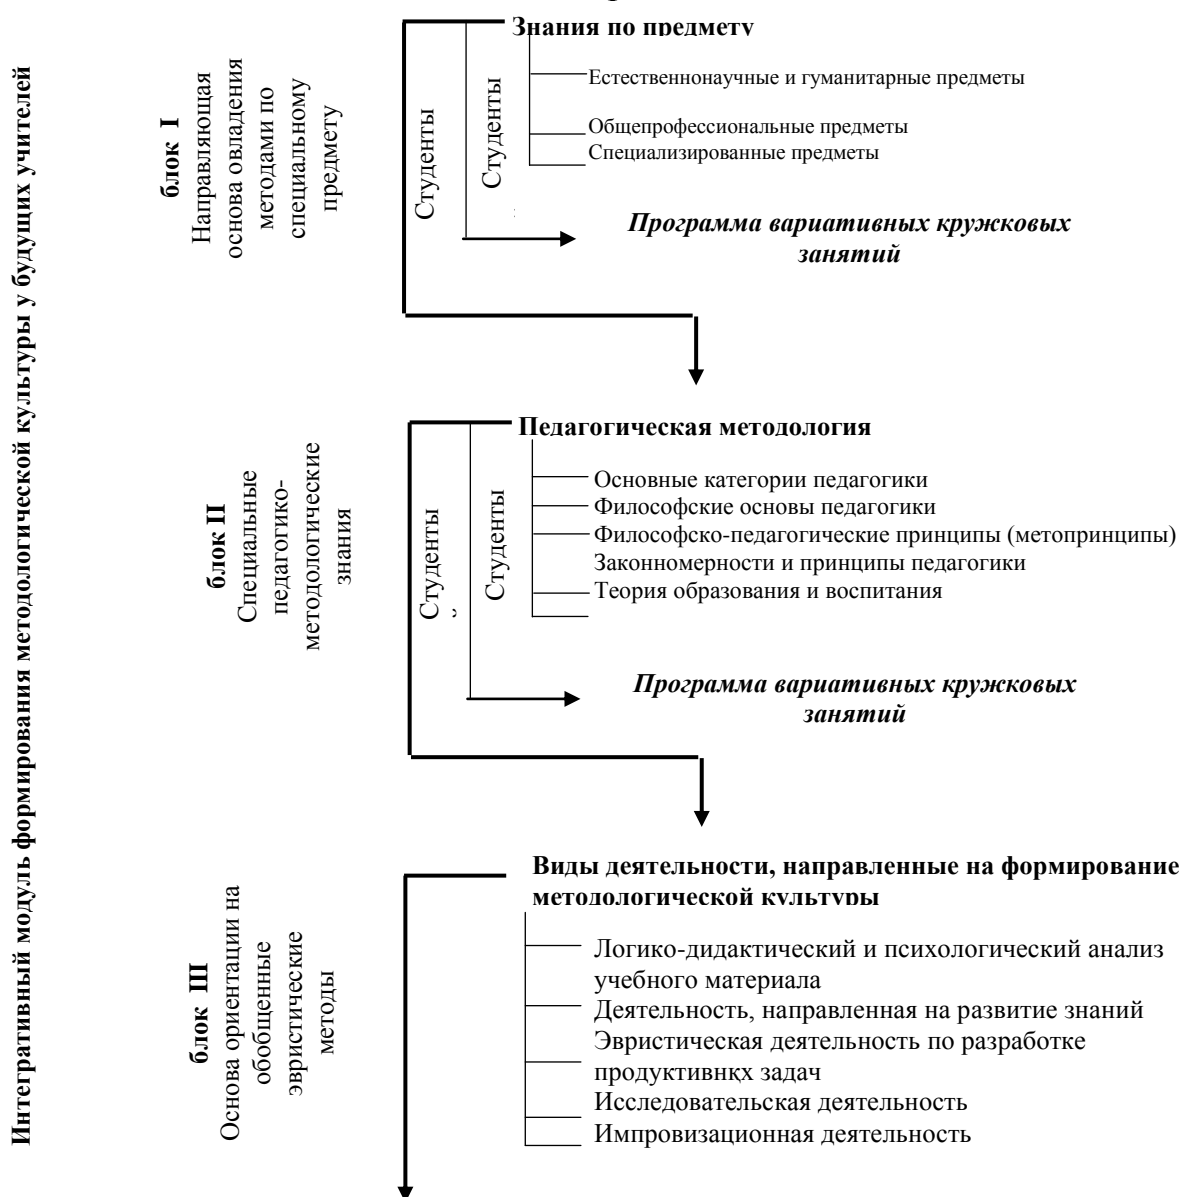 Интегративный модуль формирования методологической культуры у будущих учителей
блок I
Направляющая
основа овладения
методами по
специальному
предмету
Студенты
Студенты
Знания по предмету
Естественнонаучные и гуманитарные предметы
Общепрофессиональные предметы
Специализированные предметы
Программа вариативных кружковых
занятий
блок II
Специальные
педагогико-
методологические
знания
Студенты
Студенты
Педагогическая методология
Основные категории педагогики
Философские основы педагогики
Философско-педагогические принципы (метопринципы)
Законномерности и принципы педагогики
Теория образования и воспитания
Программа вариативных кружковых
занятий
блок III
Основа ориентации на
обобщенные
эвристические
методы
Виды деятельности, направленные на формирование
методологической культуры
Логико-дидактический и психологический анализ
учебного материала
Деятельность, направленная на развитие знаний
Эвристическая деятельность по разработке
продуктивнқх задач
Исследовательская деятельность
Импровизационная деятельность